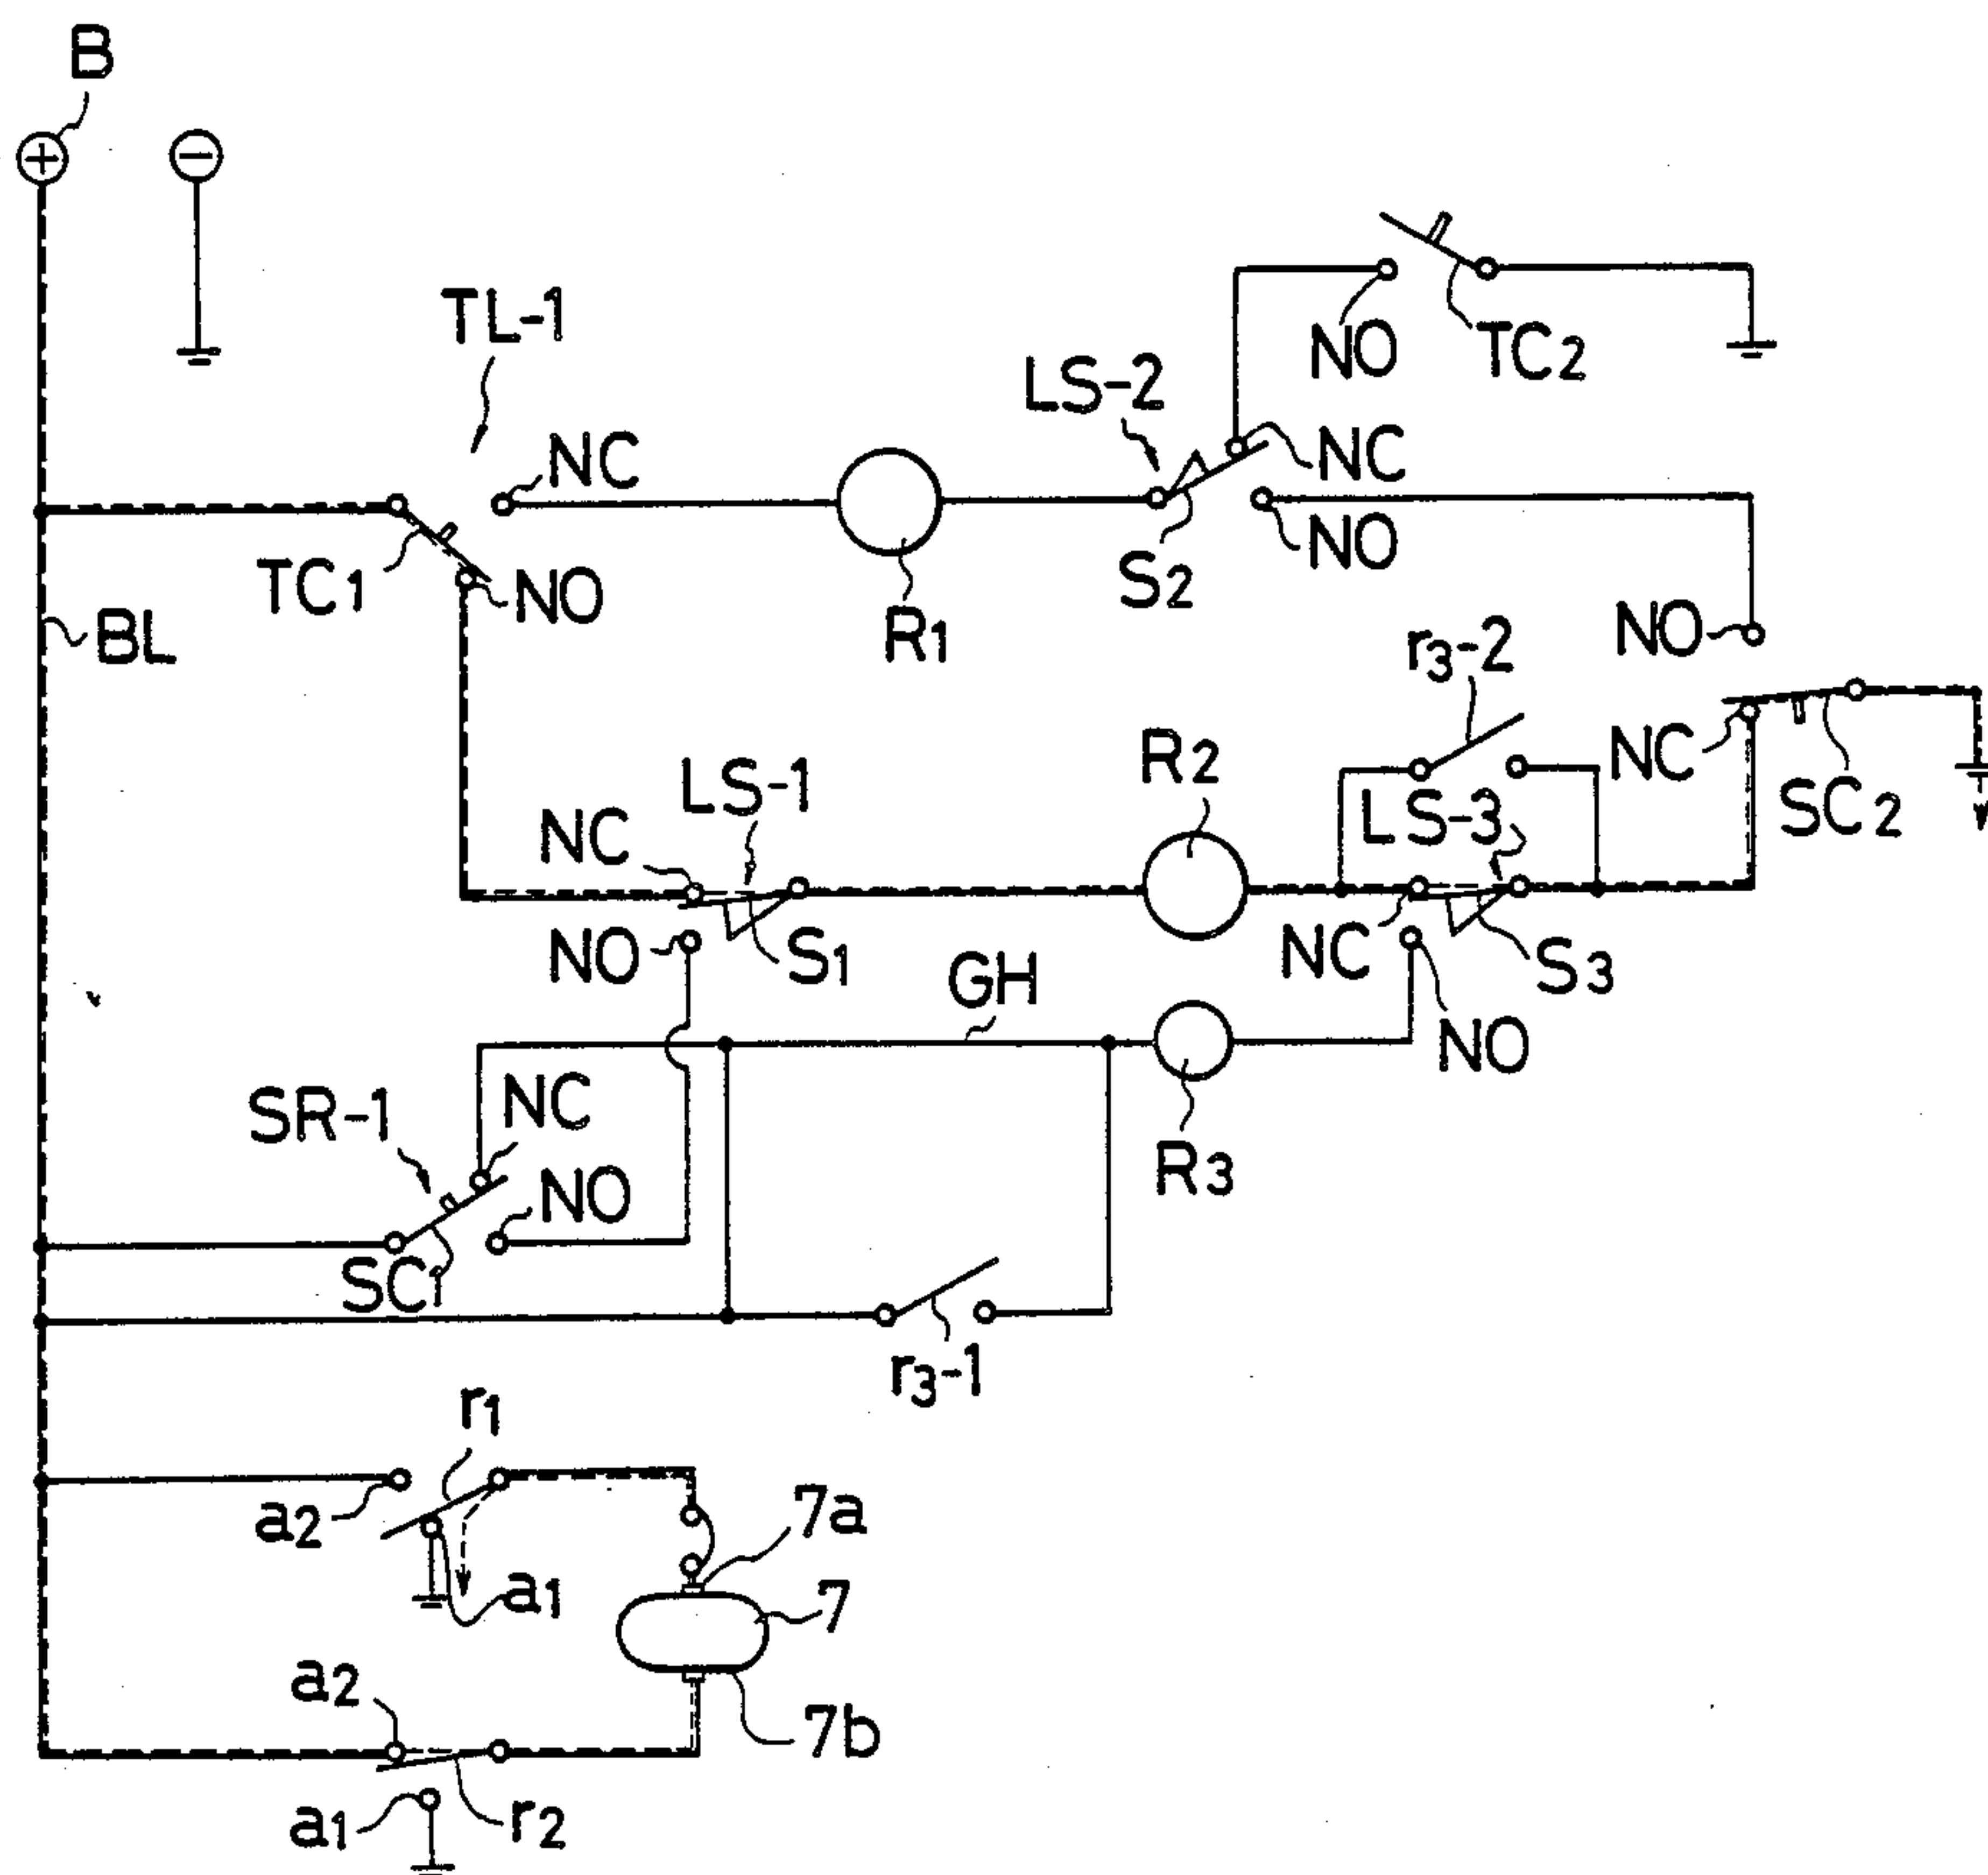 B
+
−
TL-1
NC
TC1
NO
BL
R1
LS-2
S2
NC
NO
NO
TC2
NO
r3-2
NC
SC2
R2
LS-1
NC
NO
S1
LS-3
NC
S3
NO
GH
R3
SR-1
NC
NO
SC1
r3-1
r1
a2
a1
7a
7
7b
a2
a1
r2